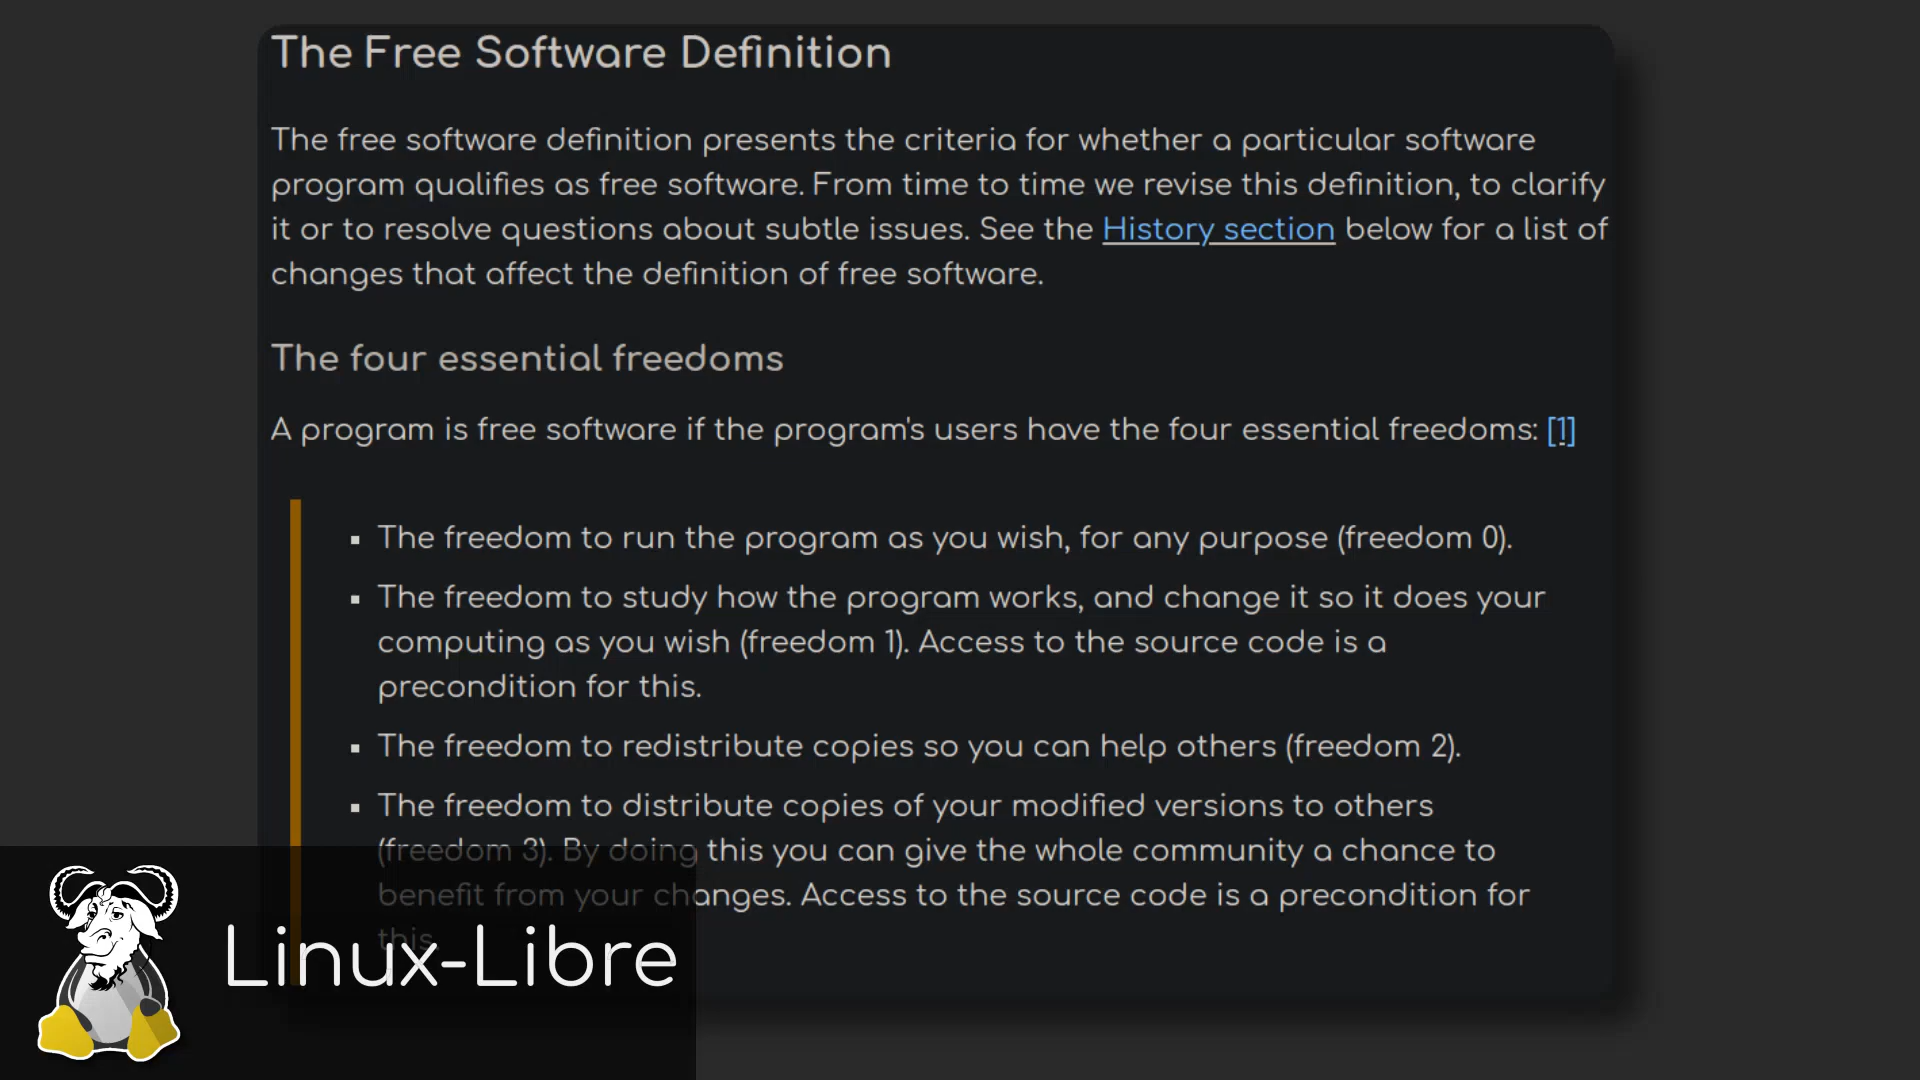 The Free Software Definition
The free software definition presents the criteria for whether a particular software
program qualifies as free software. From time to time we revise this definition, to clarify
it or to resolve questions about subtle issues. See the History section below for a list of
changes that affect the definition of free software.
The four essential freedoms
A program is free software if the program's users have the four essential freedoms: [1]
▪ The freedom to run the program as you wish, for any purpose (freedom 0).
▪ The freedom to study how the program works, and change it so it does your
computing as you wish (freedom 1). Access to the source code is a
precondition for this.
▪ The freedom to redistribute copies so you can help others (freedom 2).
▪ The freedom to distribute copies of your modified versions to others
(freedom 3). By doing this you can give the whole community a chance to
benefit from your changes. Access to the source code is a precondition for
this.
Linux-Libre